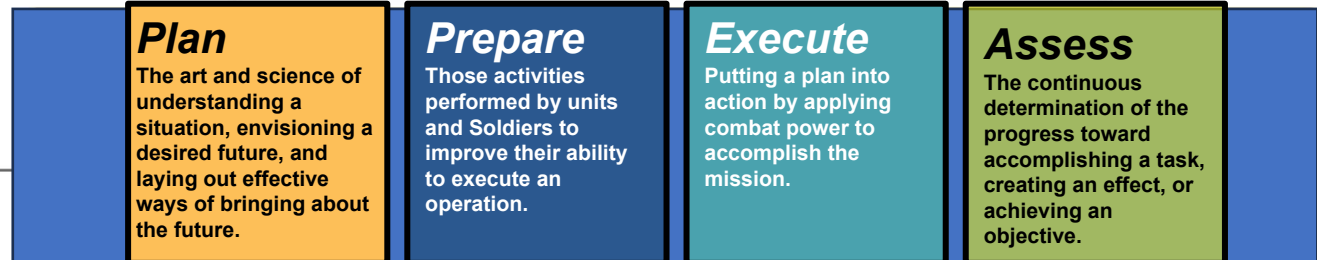 Plan
The art and science of
understanding a
situation, envisioning a
desired future, and
laying out effective
ways of bringing about
the future.
Prepare
Those activities
performed by units
and Soldiers to
improve their ability
to execute an
operation.
Execute
Putting a plan into
action by applying
combat power to
accomplish the
mission.
Assess
The continuous
determination of the
progress toward
accomplishing a task,
creating an effect, or
achieving an
objective.